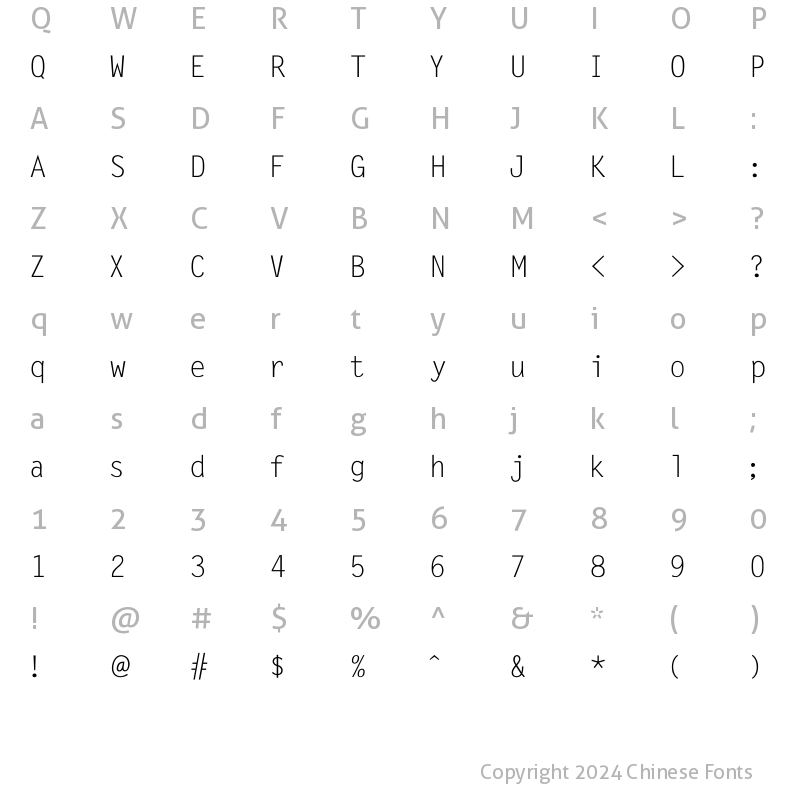 Q W E R T Y U I O P
Q W E R T Y U I O P
A S D F G H J K L :
A S D F G H J K L :
Z X C V B N M < > ?
Z X C V B N M < > ?
q w e r t y u i o p
q w e r t y u i o p
a s d f g h j k l ;
a s d f g h j k l ;
1 2 3 4 5 6 7 8 9 0
1 2 3 4 5 6 7 8 9 0
! @ # $ % ^ & * ( )
! @ # $ % ^ & * ( )
Copyright 2024 Chinese Fonts